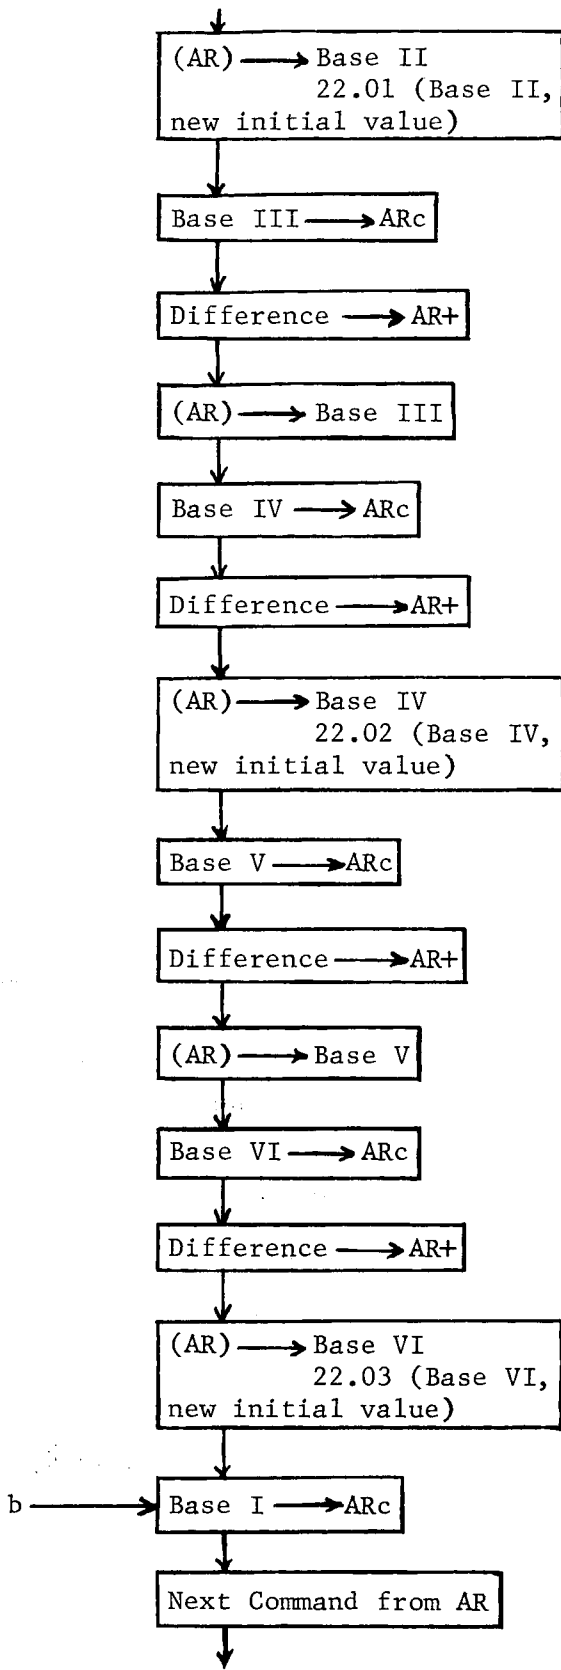 (AR) → Base II
22.01 (Base II,
new initial value)
Base III → ARc
Difference → AR+
(AR) → Base III
Base IV → ARc
Difference → AR+
(AR) → Base IV
22.02 (Base IV,
new initial value)
Base V → ARc
Difference → AR+
(AR) → Base V
Base VI → ARc
Difference → AR+
(AR) → Base VI
22.03 (Base VI,
new initial value)
b → Base I → ARc
Next Command from AR